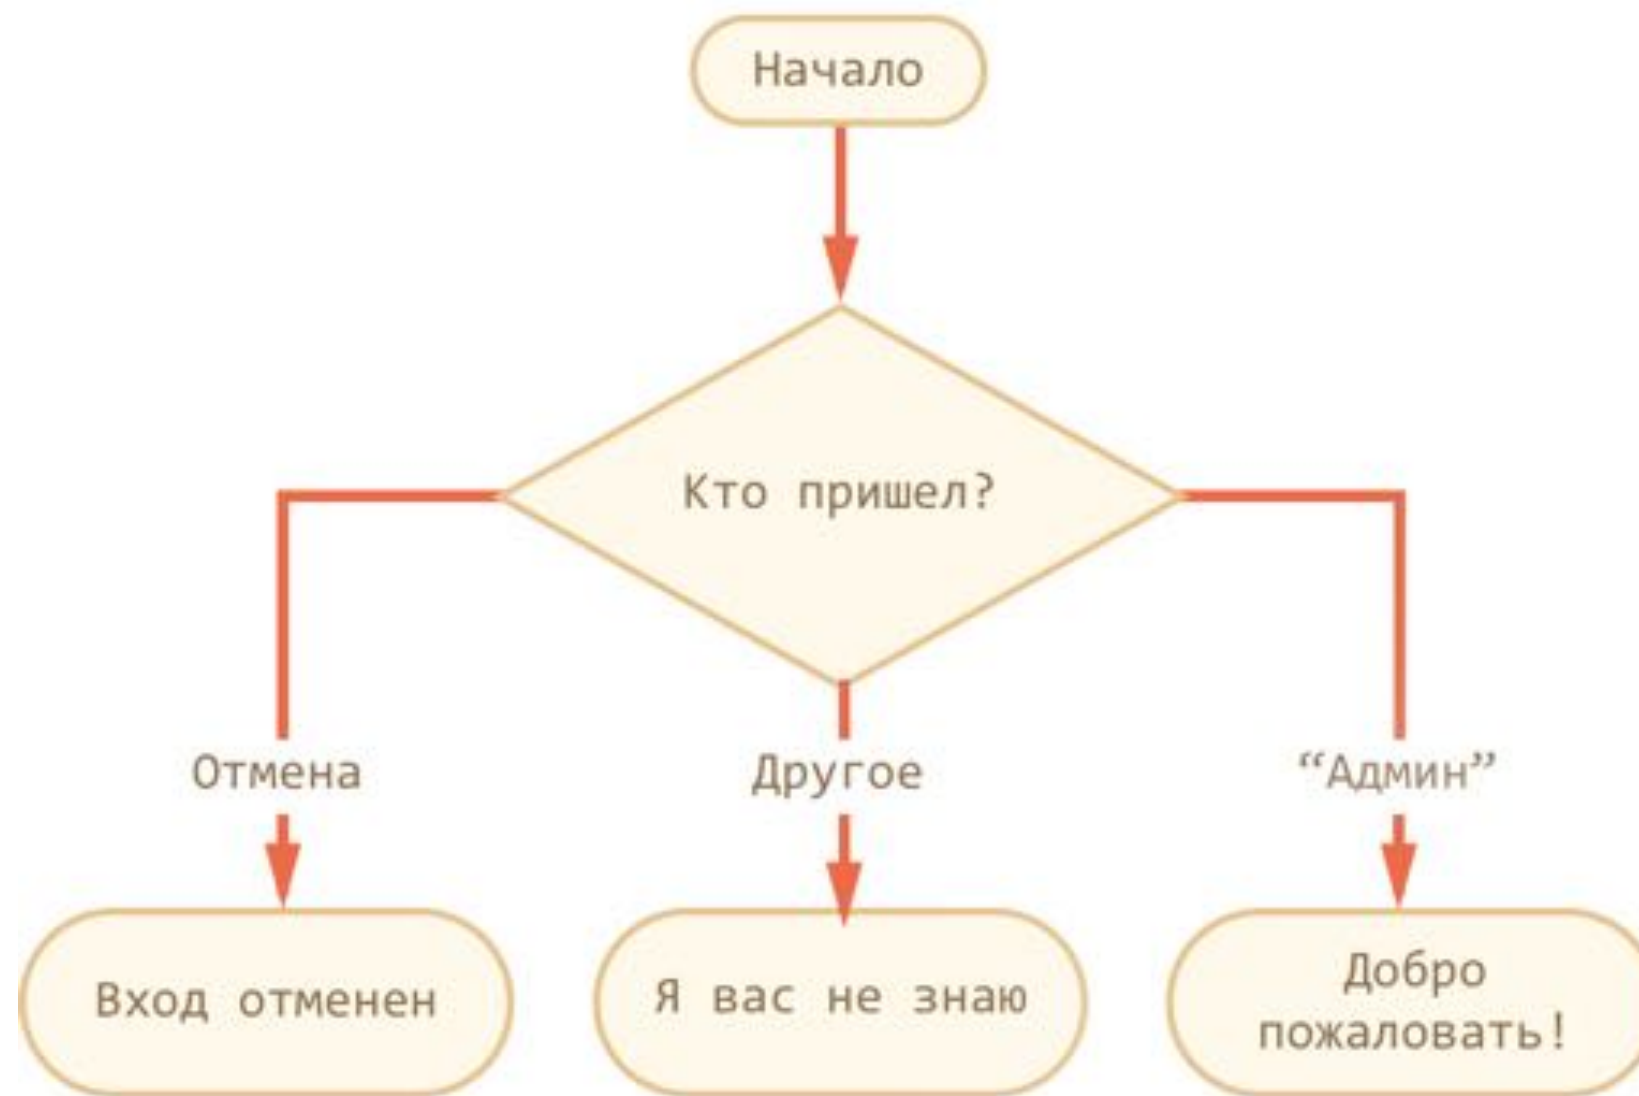 Начало
Кто пришел?
Отмена
Другое
“Админ”
Вход отменен
Я вас не знаю
Добро
пожаловать!